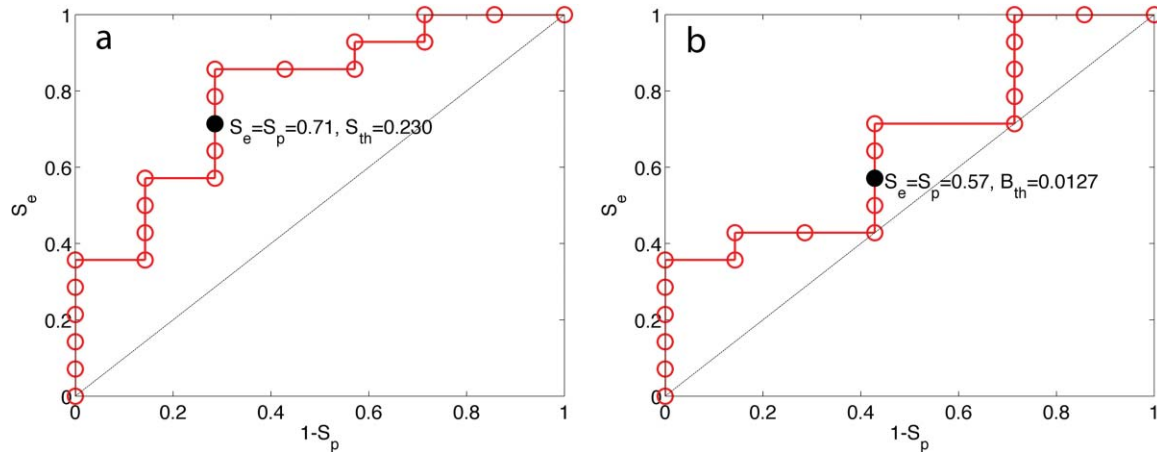 a
1
0.8
0.6
0.4
0.2
0
S_e
S_e=S_p=0.71, S_th=0.230
0 0.2 0.4 0.6 0.8 1
1-S_p
b
1
0.8
0.6
0.4
0.2
0
S_e
S_e=S_p=0.57, B_th=0.0127
0 0.2 0.4 0.6 0.8 1
1-S_p